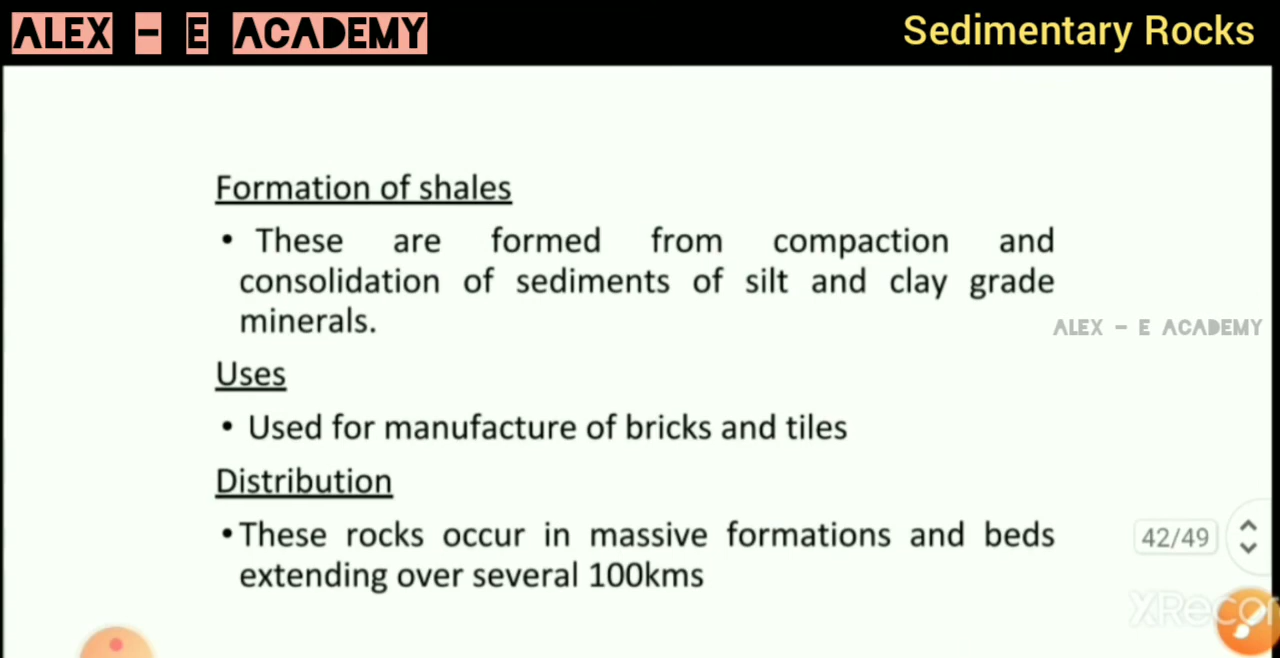 ALEX - E ACADEMY
Sedimentary Rocks
Formation of shales
• These are formed from compaction and
consolidation of sediments of silt and clay grade
minerals.
ALEX - E ACADEMY
Uses
• Used for manufacture of bricks and tiles
Distribution
• These rocks occur in massive formations and beds
extending over several 100kms
42/49
XRecor